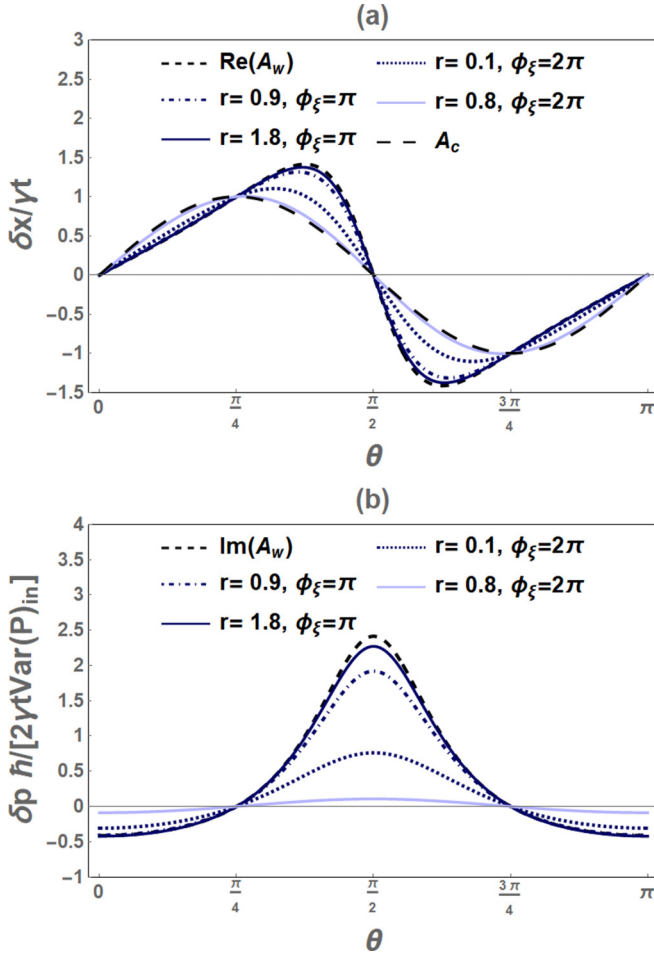 (a)
Re(A_w)
r= 0.1, ϕ_ξ=2π
r= 0.9, ϕ_ξ=π
r= 0.8, ϕ_ξ=2π
r= 1.8, ϕ_ξ=π
A_c
δx/γt
3
2.5
2
1.5
1.0
0.5
0
-0.5
-1.0
-1.5
0 π/4 π/2 3π/4 π
θ
(b)
Im(A_w)
r= 0.1, ϕ_ξ=2π
r= 0.9, ϕ_ξ=π
r= 0.8, ϕ_ξ=2π
r= 1.8, ϕ_ξ=π
δp ℏ/[2γtVar(P)_in]
4
3.5
3
2.5
2.0
1.5
1.0
0.5
0
-0.5
-1
0 π/4 π/2 3π/4 π
θ